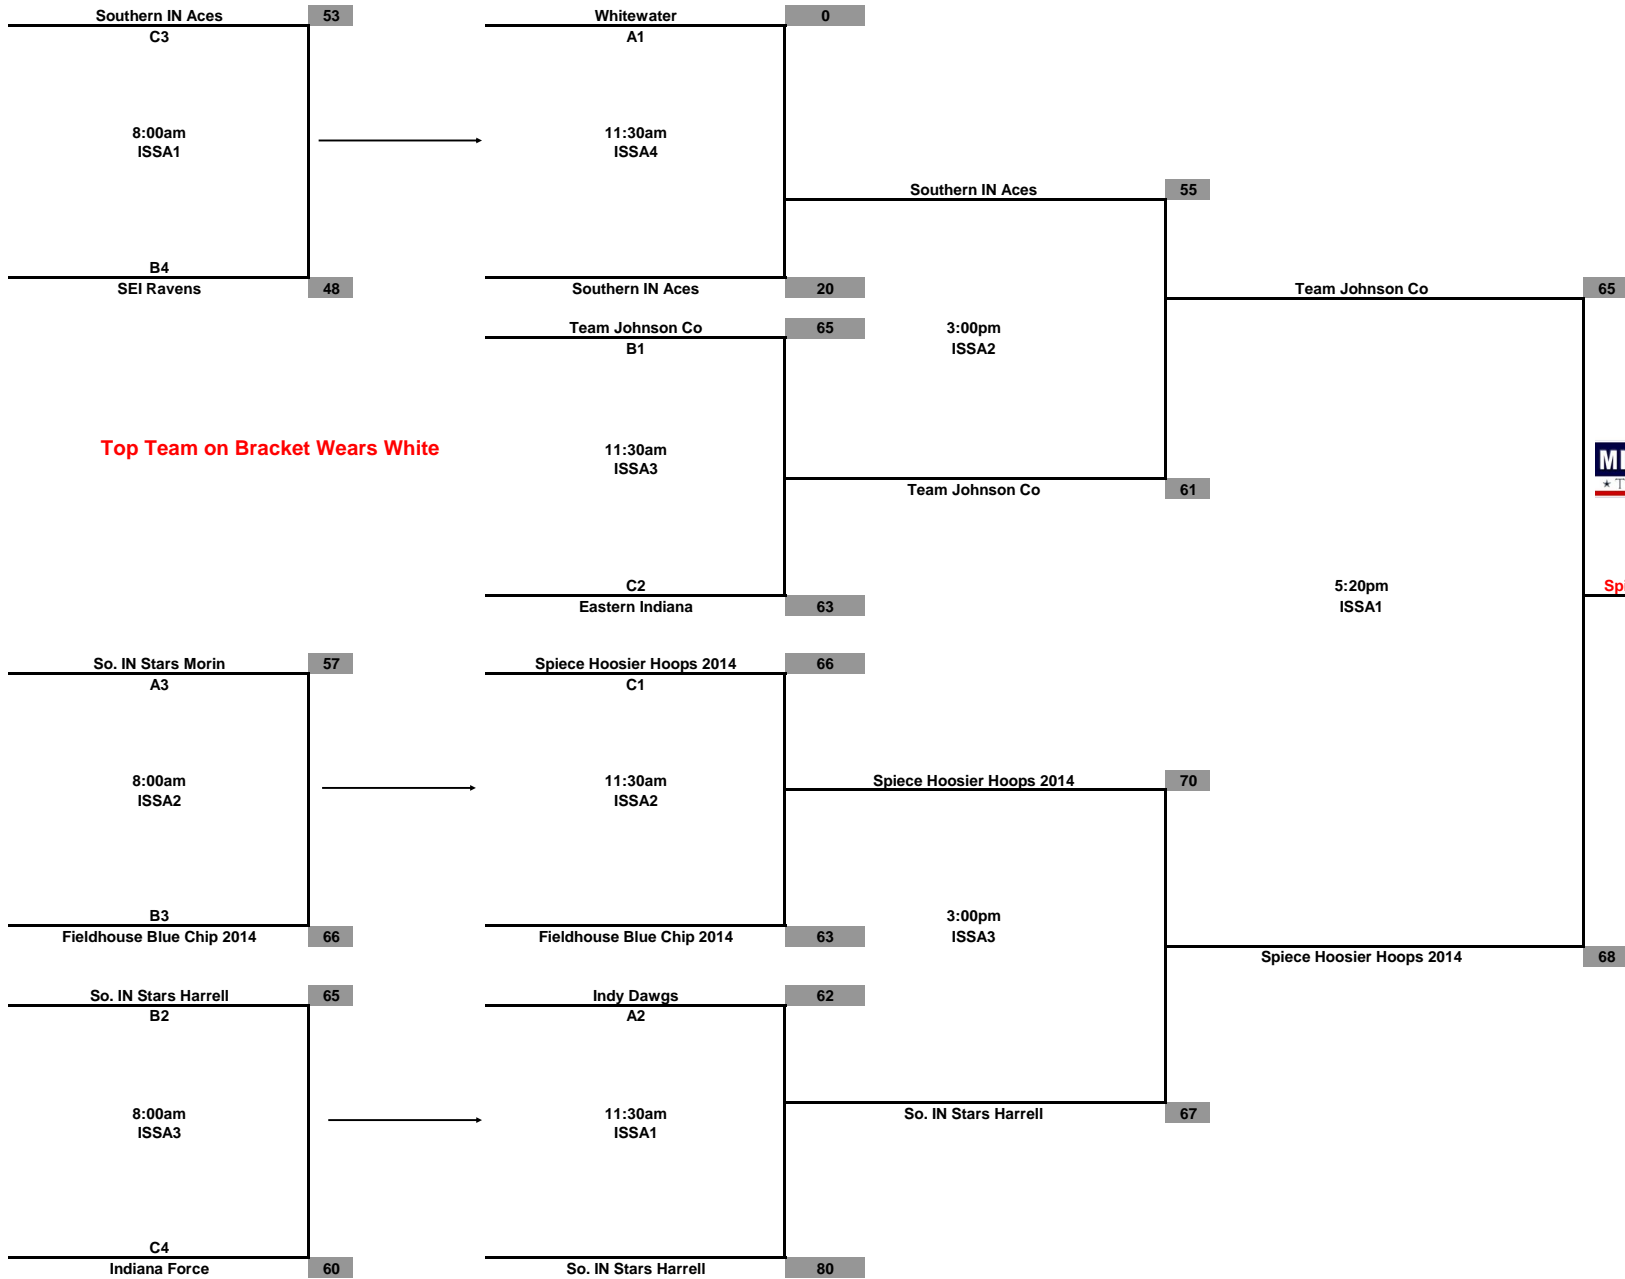 Southern IN Aces 53
C3
8:00am
ISSA1
B4
SEI Ravens 48
Whitewater 0
A1
11:30am
ISSA4
Southern IN Aces 20
Team Johnson Co 65
B1
11:30am
ISSA3
C2
Eastern Indiana 63
Top Team on Bracket Wears White
So. IN Stars Morin 57
A3
8:00am
ISSA2
B3
Fieldhouse Blue Chip 2014 66
Spiece Hoosier Hoops 2014 66
C1
11:30am
ISSA2
Fieldhouse Blue Chip 2014 63
So. IN Stars Harrell 65
B2
8:00am
ISSA3
C4
Indiana Force 60
Indy Dawgs 62
A2
11:30am
ISSA1
So. IN Stars Harrell 80
Southern IN Aces 55
3:00pm
ISSA2
Team Johnson Co 61
Spiece Hoosier Hoops 2014 70
3:00pm
ISSA3
So. IN Stars Harrell 67
Team Johnson Co 65
5:20pm
ISSA1
Spiece Hoosier Hoops 2014 68